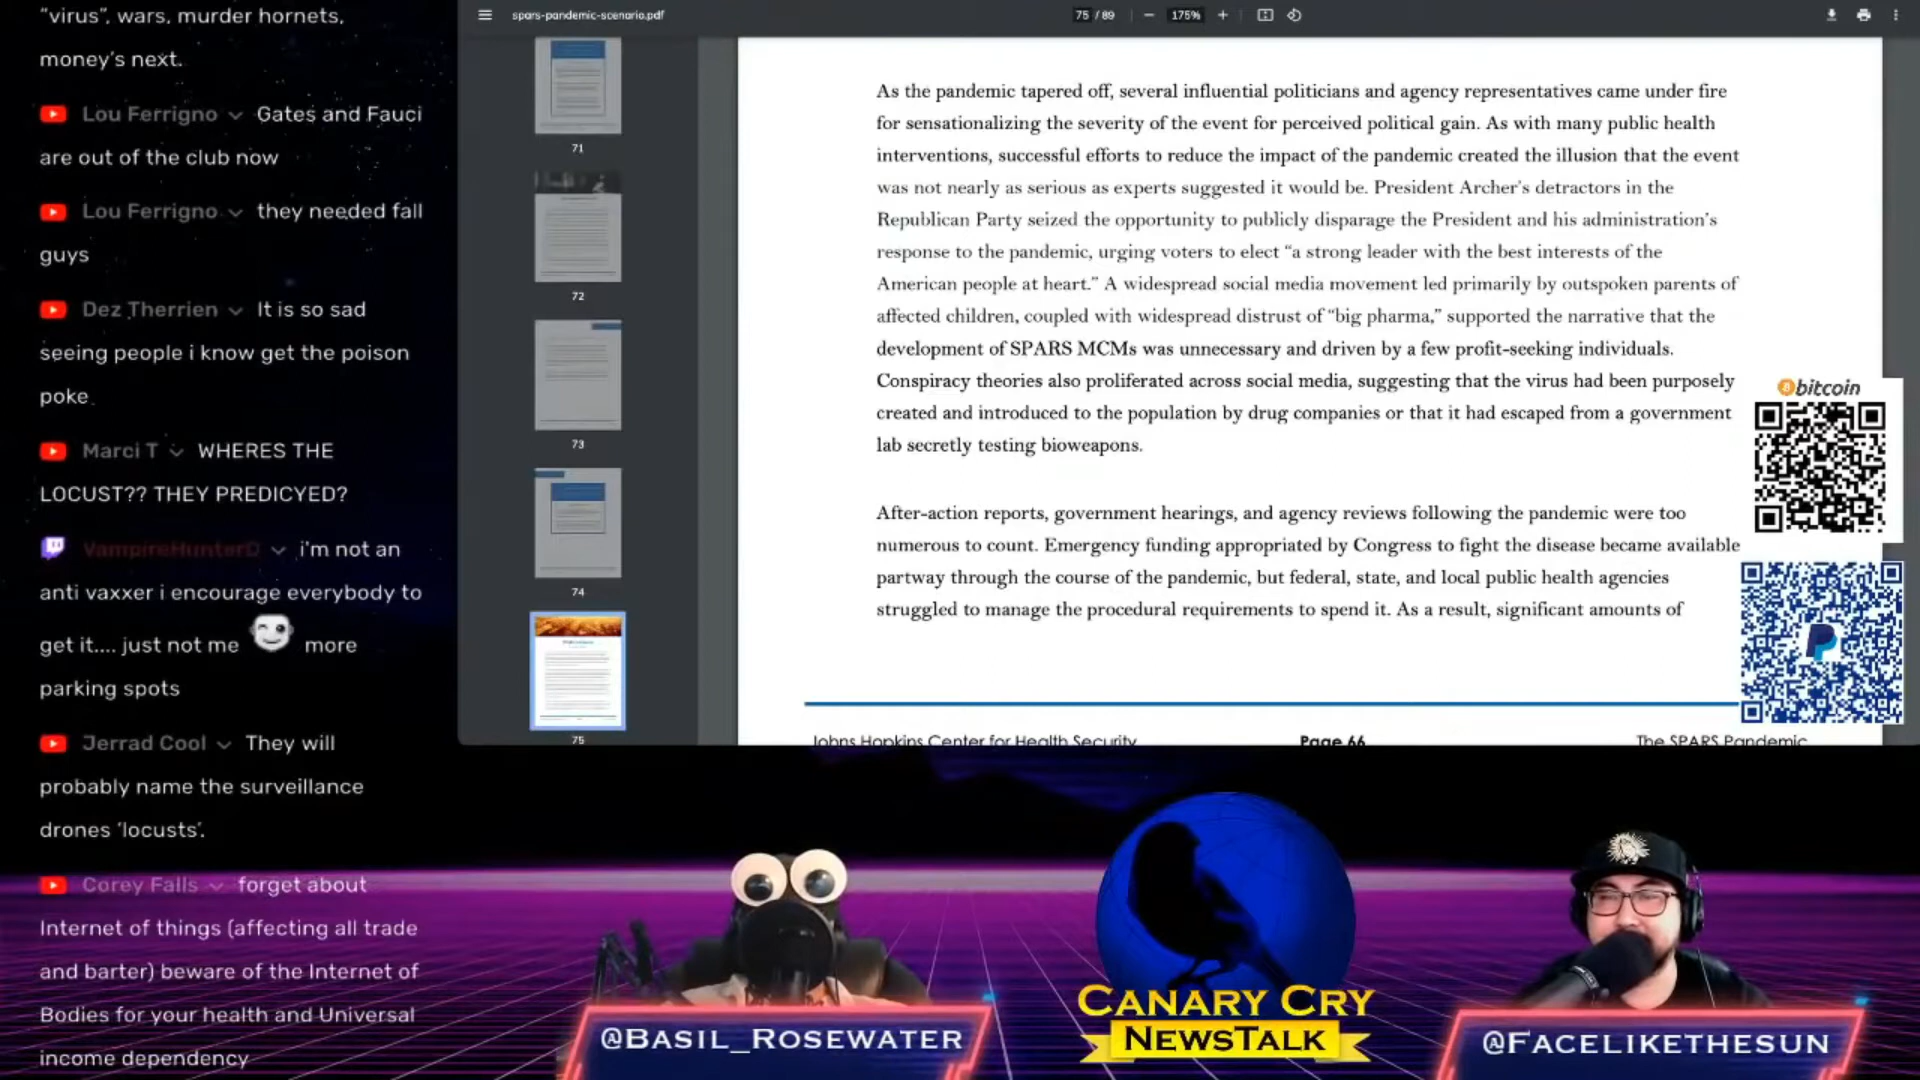 "virus", wars, murder hornets,
money's next.
Lou Ferrigno Gates and Fauci
are out of the club now
Lou Ferrigno they needed fall
guys
Dez Therrien It is so sad
seeing people i know get the poison
poke
Marci T WHERES THE
LOCUST?? THEY PREDICYED?
VampireHunterD i'm not an
anti vaxxer i encourage everybody to
get it.... just not me more
parking spots
Jerrad Cool They will
probably name the surveillance
drones 'locusts'.
Corey Falls forget about
Internet of things (affecting all trade
and barter) beware of the Internet of
Bodies for your health and Universal
income dependency
spars-pandemic-scenario.pdf
75 / 89
175%
71
72
73
74
75
As the pandemic tapered off, several influential politicians and agency representatives came under fire
for sensationalizing the severity of the event for perceived political gain. As with many public health
interventions, successful efforts to reduce the impact of the pandemic created the illusion that the event
was not nearly as serious as experts suggested it would be. President Archer's detractors in the
Republican Party seized the opportunity to publicly disparage the President and his administration's
response to the pandemic, urging voters to elect "a strong leader with the best interests of the
American people at heart." A widespread social media movement led primarily by outspoken parents of
affected children, coupled with widespread distrust of "big pharma," supported the narrative that the
development of SPARS MCMs was unnecessary and driven by a few profit-seeking individuals.
Conspiracy theories also proliferated across social media, suggesting that the virus had been purposely
created and introduced to the population by drug companies or that it had escaped from a government
lab secretly testing bioweapons.
After-action reports, government hearings, and agency reviews following the pandemic were too
numerous to count. Emergency funding appropriated by Congress to fight the disease became available
partway through the course of the pandemic, but federal, state, and local public health agencies
struggled to manage the procedural requirements to spend it. As a result, significant amounts of
Johns Hopkins Center for Health Security
Page 66
The SPARS Pandemic
bitcoin
@BASIL_ROSEWATER
CANARY CRY
NEWSTALK
@FACELIKETHESUN